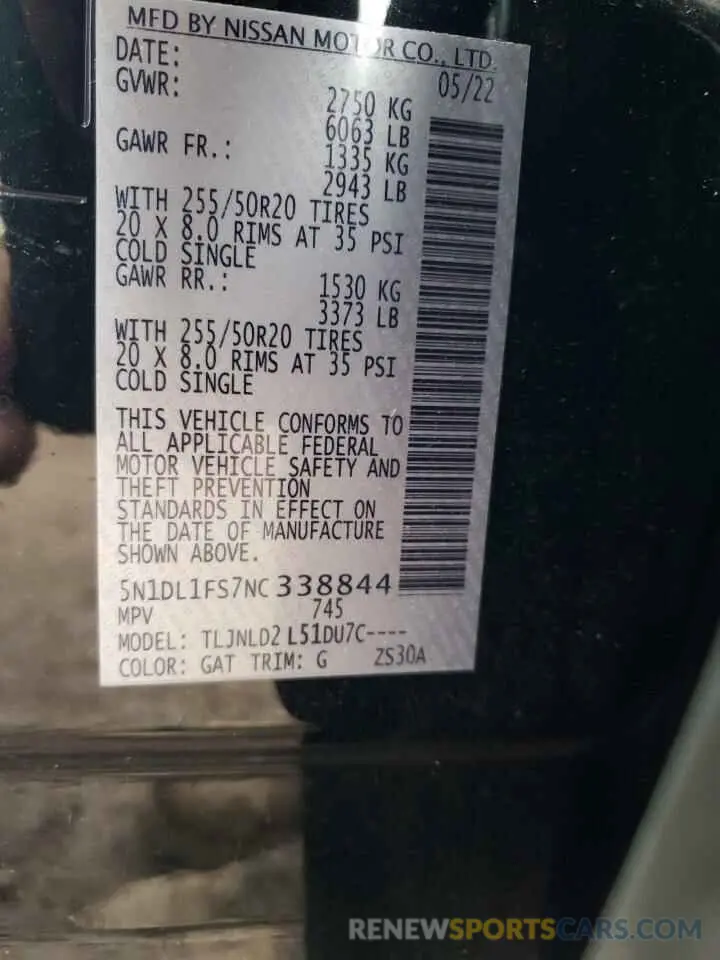 MFD BY NISSAN MOTOR CO., LTD.
DATE: 05/22
GVWR: 2750 KG
6063 LB
GAWR FR.: 1335 KG
2943 LB
WITH 255/50R20 TIRES
20 X 8.0 RIMS AT 35 PSI
COLD SINGLE
GAWR RR.: 1530 KG
3373 LB
WITH 255/50R20 TIRES
20 X 8.0 RIMS AT 35 PSI
COLD SINGLE
THIS VEHICLE CONFORMS TO
ALL APPLICABLE FEDERAL
MOTOR VEHICLE SAFETY AND
THEFT PREVENTION
STANDARDS IN EFFECT ON
THE DATE OF MANUFACTURE
SHOWN ABOVE.
5N1DL1FS7NC338844
MPV 745
MODEL: TLJNLD2 L51DU7C----
COLOR: GAT TRIM: G ZS30A
RENEWSPORTSCARS.COM